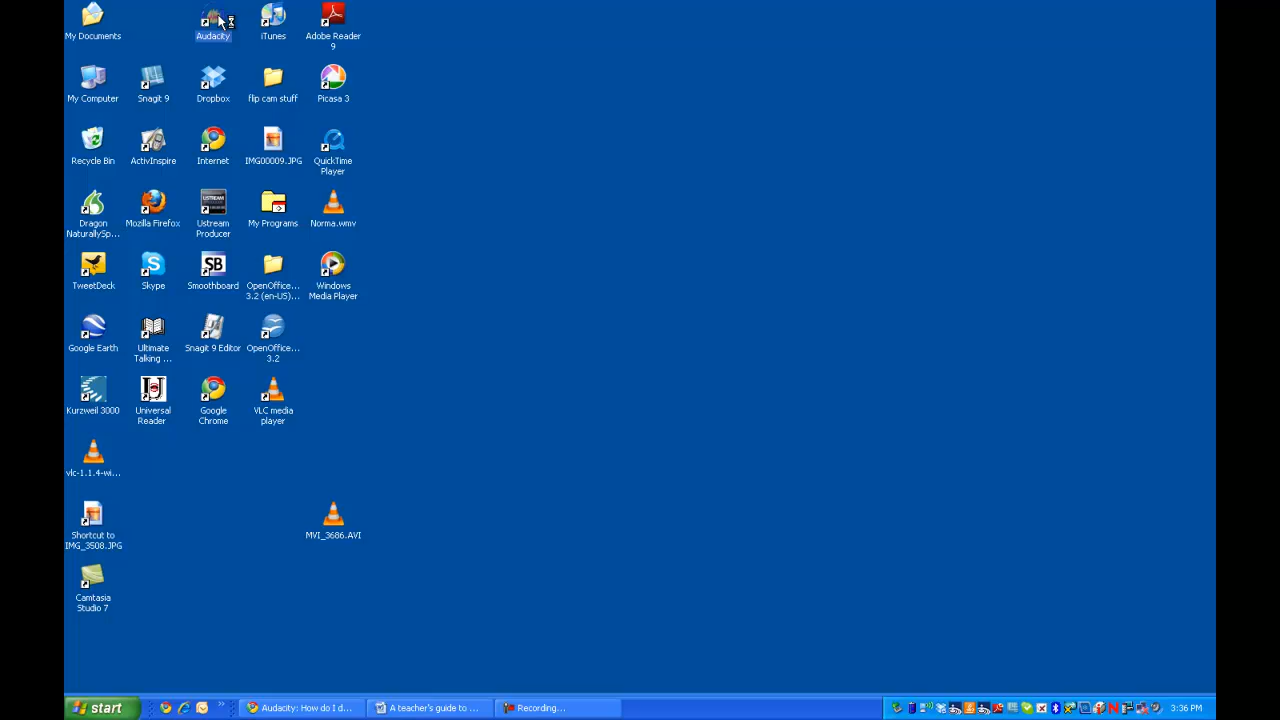 My Documents
Audacity
iTunes
Adobe Reader
9
My Computer
Snagit 9
Dropbox
flip cam stuff
Picasa 3
Recycle Bin
ActivInspire
Internet
IMG00009.JPG
QuickTime
Player
Dragon
NaturallySp...
Mozilla Firefox
Ustream
Producer
My Programs
Norma.wmv
TweetDeck
Skype
SB
Smoothboard
OpenOffice...
3.2 (en-US)...
Windows
Media Player
Google Earth
Ultimate
Talking ...
Snagit 9 Editor
OpenOffice...
3.2
Kurzweil 3000
Universal
Reader
Google
Chrome
VLC media
player
vlc-1.1.4-wi...
Shortcut to
IMG_3508.JPG
MVI_3686.AVI
Camtasia
Studio 7
start
Audacity: How do I d...
A teacher's guide to ...
Recording...
3:36 PM